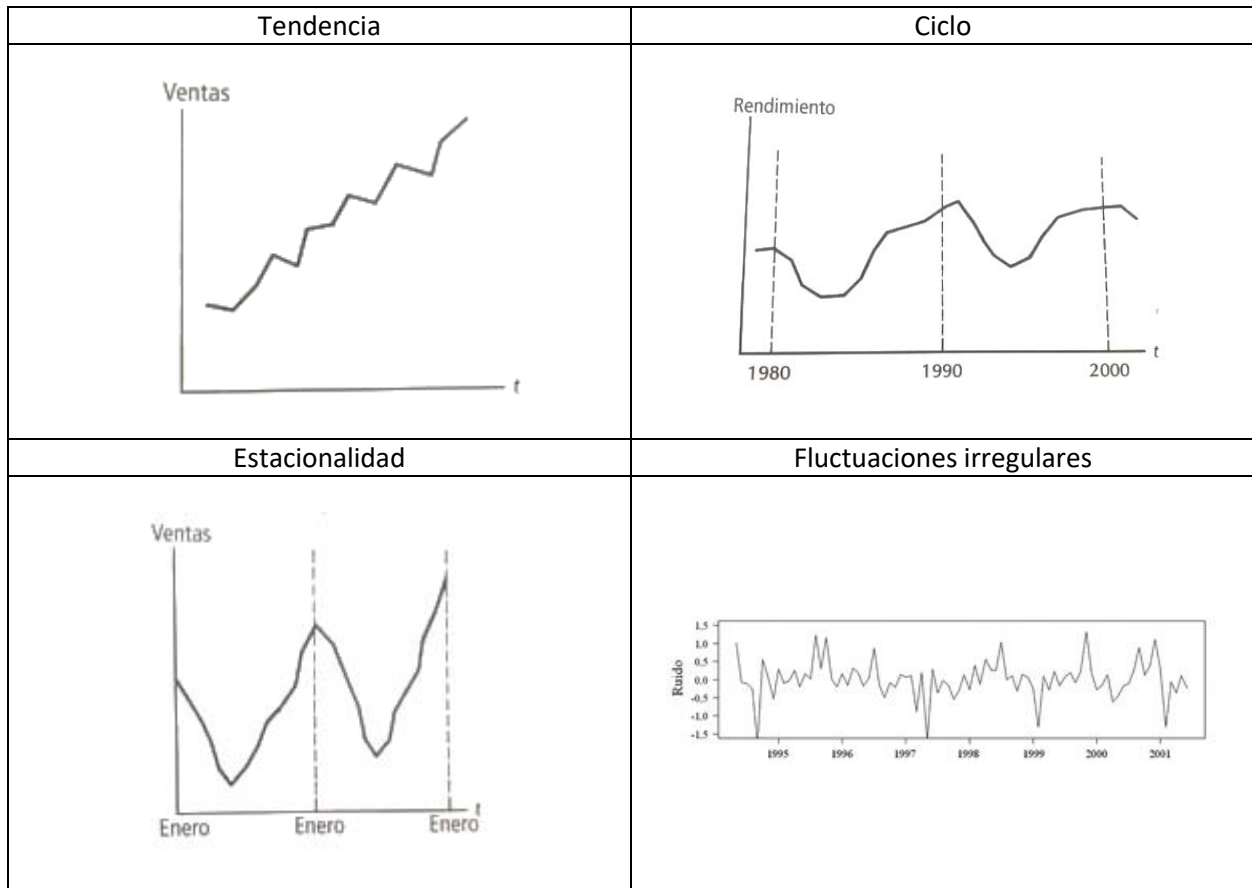 Tendencia
Ciclo
Ventas
t
Rendimiento
t
1980 1990 2000
Estacionalidad
Fluctuaciones irregulares
Ventas
t
Enero Enero Enero
Ruido
1,5
1,0
0,5
0,0
-0,5
-1,0
-1,5
1995 1996 1997 1998 1999 2000 2001